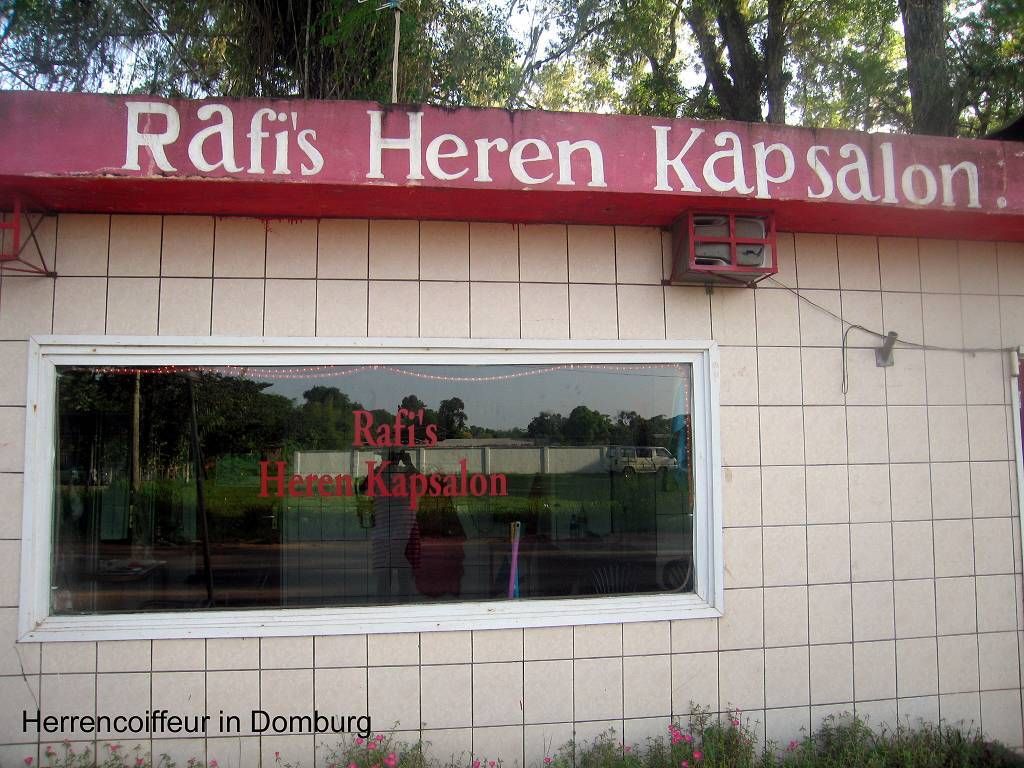 Rafi's Heren Kapsalon.
Rafi's
Heren Kapsalon
Herrencoiffeur in Domburg